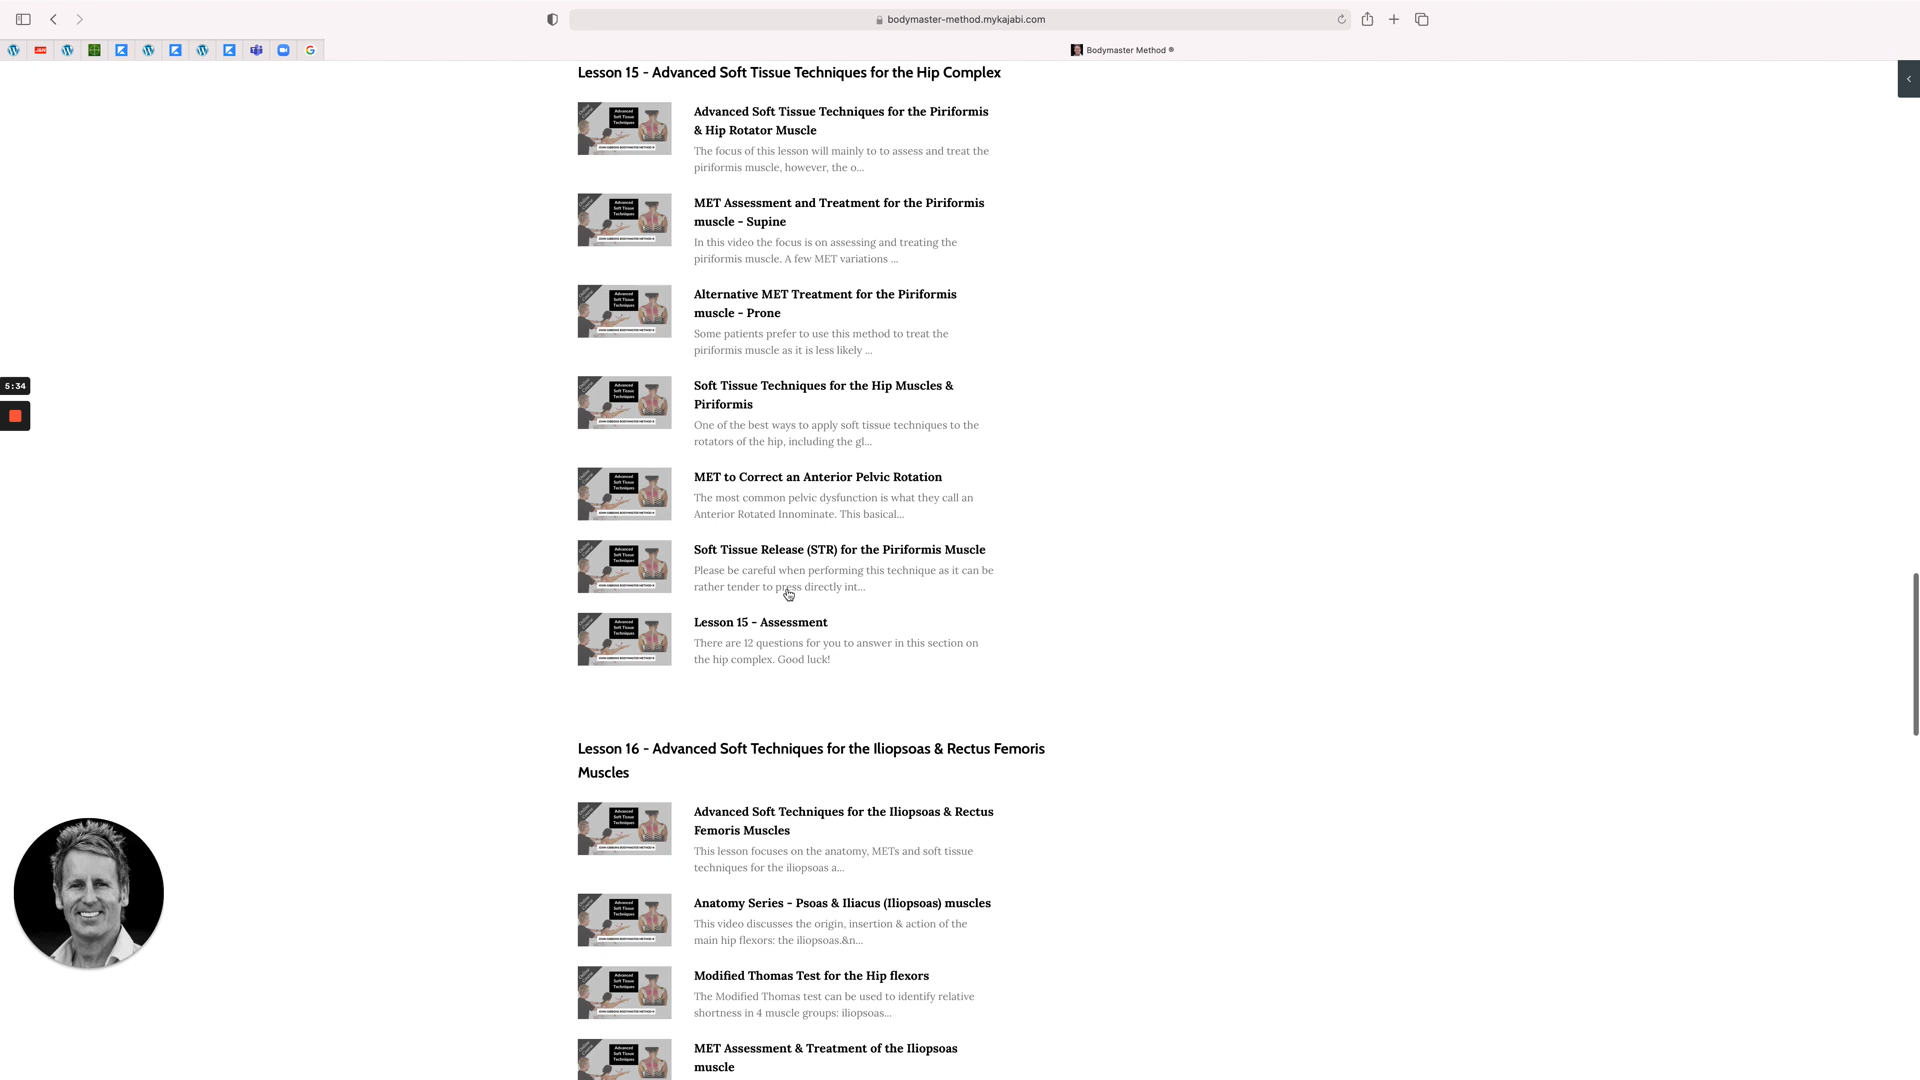 bodymaster-method.mykajabi.com
Bodymaster Method ®
Lesson 15 - Advanced Soft Tissue Techniques for the Hip Complex
Advanced Soft Tissue Techniques for the Piriformis
& Hip Rotator Muscle
The focus of this lesson will mainly to to assess and treat the
piriformis muscle, however, the o...
MET Assessment and Treatment for the Piriformis
muscle - Supine
In this video the focus is on assessing and treating the
piriformis muscle. A few MET variations ...
Alternative MET Treatment for the Piriformis
muscle - Prone
Some patients prefer to use this method to treat the
piriformis muscle as it is less likely ...
5:34
Soft Tissue Techniques for the Hip Muscles &
Piriformis
One of the best ways to apply soft tissue techniques to the
rotators of the hip, including the gl...
MET to Correct an Anterior Pelvic Rotation
The most common pelvic dysfunction is what they call an
Anterior Rotated Innominate. This basical...
Soft Tissue Release (STR) for the Piriformis Muscle
Please be careful when performing this technique as it can be
rather tender to press directly int...
Lesson 15 - Assessment
There are 12 questions for you to answer in this section on
the hip complex. Good luck!
Lesson 16 - Advanced Soft Techniques for the Iliopsoas & Rectus Femoris
Muscles
Advanced Soft Techniques for the Iliopsoas & Rectus
Femoris Muscles
This lesson focuses on the anatomy, METs and soft tissue
techniques for the iliopsoas a...
Anatomy Series - Psoas & Iliacus (Iliopsoas) muscles
This video discusses the origin, insertion & action of the
main hip flexors: the iliopsoas.&n...
Modified Thomas Test for the Hip flexors
The Modified Thomas test can be used to identify relative
shortness in 4 muscle groups: iliopsoas...
MET Assessment & Treatment of the Iliopsoas
muscle